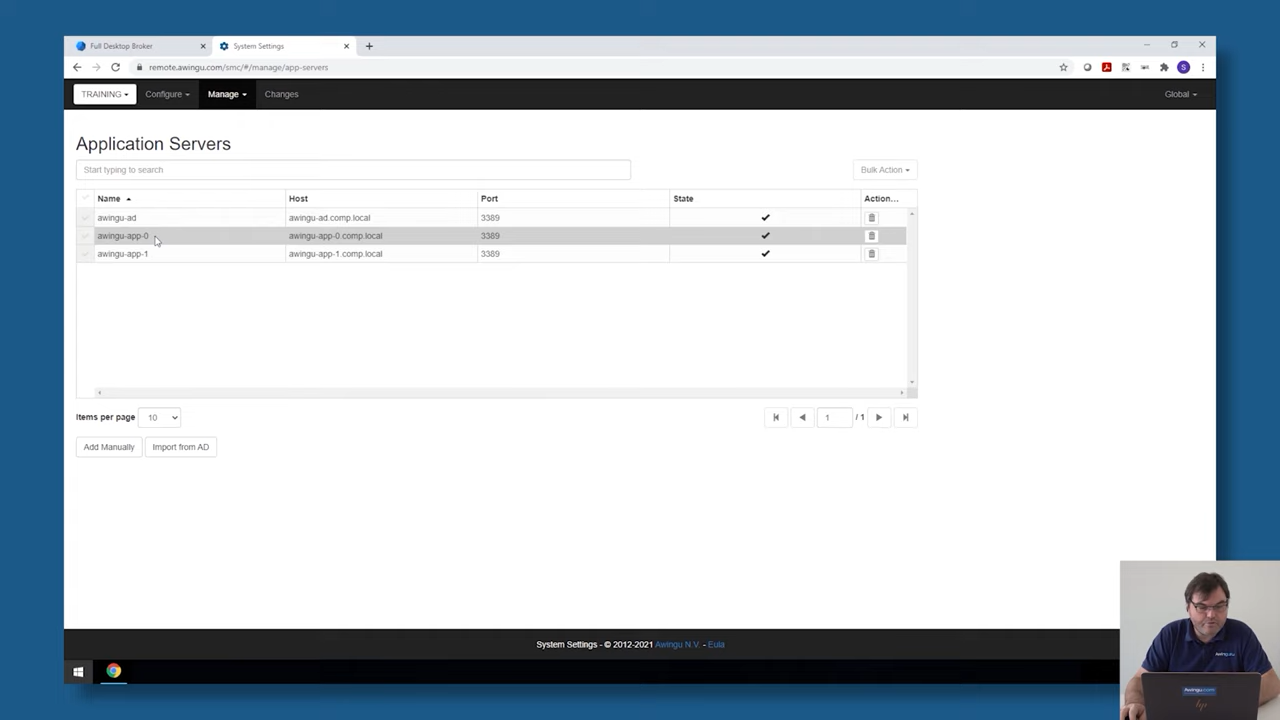 Full Desktop Broker
System Settings
remote.awingu.com/smc/#/manage/app-servers
TRAINING Configure Manage Changes Global
Application Servers
Start typing to search
Bulk Action
Name Host Port State Action...
awingu-ad awingu-ad.comp.local 3389
awingu-app-0 awingu-app-0.comp.local 3389
awingu-app-1 awingu-app-1.comp.local 3389
Items per page 10 1 / 1
Add Manually Import from AD
System Settings - © 2012-2021 Awingu N.V. - Eula
Awingu.com
hp